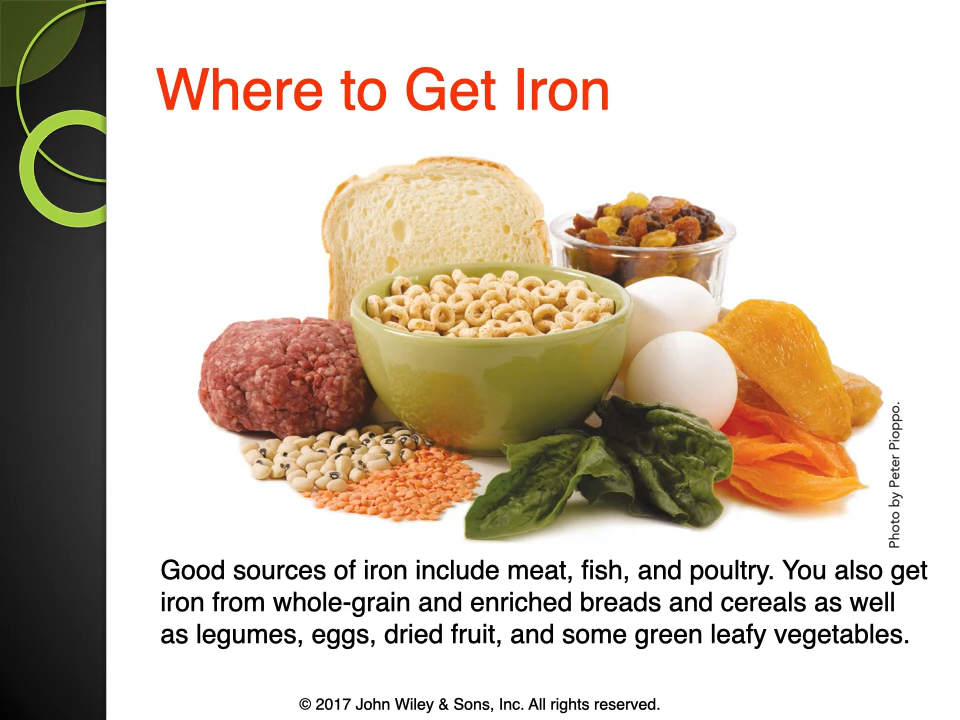 Where to Get Iron
Photo by Peter Pioppo.
Good sources of iron include meat, fish, and poultry. You also get
iron from whole-grain and enriched breads and cereals as well
as legumes, eggs, dried fruit, and some green leafy vegetables.
© 2017 John Wiley & Sons, Inc. All rights reserved.